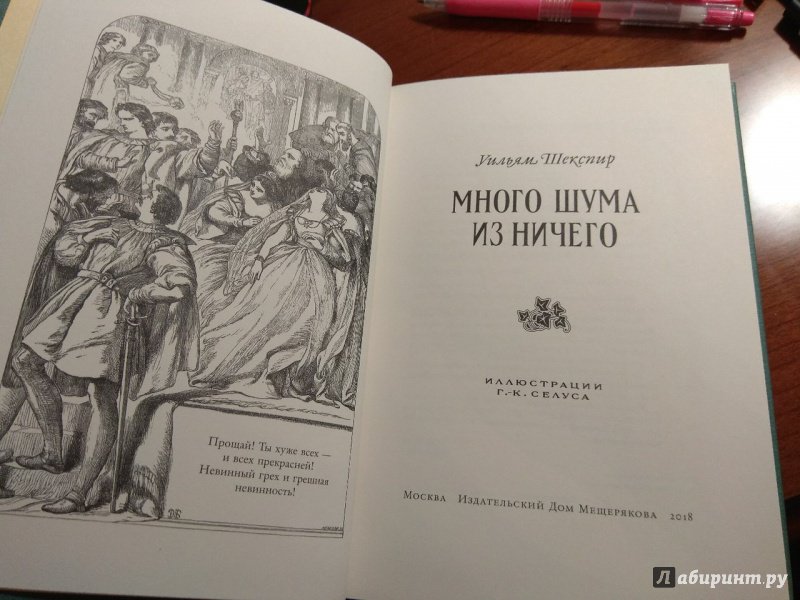 Прощай! Ты хуже всех —
и всех прекрасней!
Невинный грех и грешная
невинность!
Уильям Шекспир
МНОГО ШУМА
ИЗ НИЧЕГО
ИЛЛЮСТРАЦИИ
Г.-К. СЕЛУСА
Москва Издательский Дом Мещерякова 2018
Лабиринт.ру